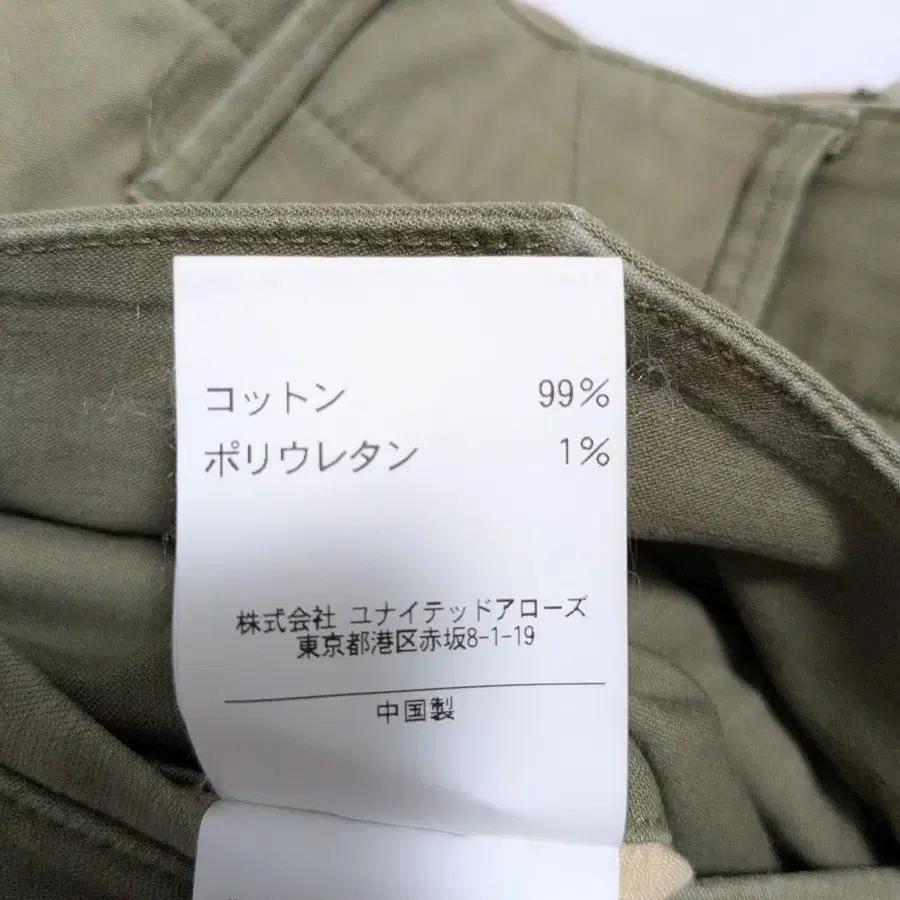 コットン 99%
ポリウレタン 1%
株式会社 ユナイテッドアローズ
東京都港区赤坂8-1-19
中国製